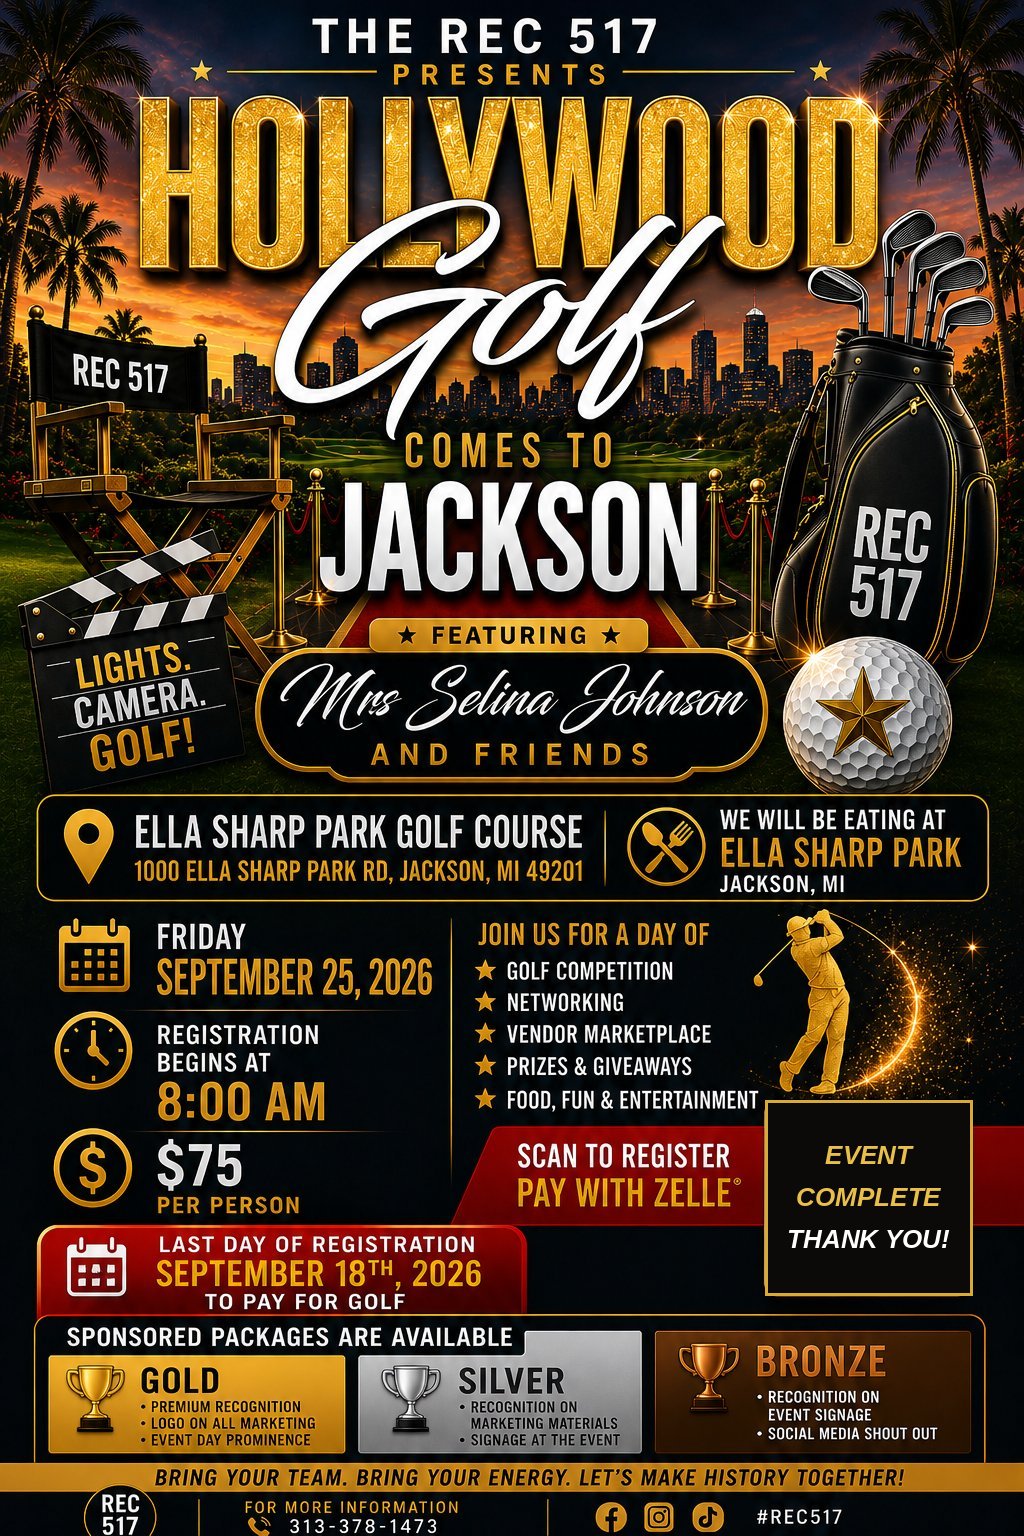 THE REC 517
PRESENTS
HOLLYWOOD
Golf
COMES TO
JACKSON
REC 517
LIGHTS.
CAMERA.
GOLF!
REC
517
★ FEATURING ★
Mrs Selina Johnson
AND FRIENDS
ELLA SHARP PARK GOLF COURSE
1000 ELLA SHARP PARK RD, JACKSON, MI 49201
WE WILL BE EATING AT
ELLA SHARP PARK
JACKSON, MI
FRIDAY
SEPTEMBER 25, 2026
REGISTRATION
BEGINS AT
8:00 AM
$75
PER PERSON
JOIN US FOR A DAY OF
★ GOLF COMPETITION
★ NETWORKING
★ VENDOR MARKETPLACE
★ PRIZES & GIVEAWAYS
★ FOOD, FUN & ENTERTAINMENT
SCAN TO REGISTER
PAY WITH ZELLE®
EVENT
COMPLETE
THANK YOU!
LAST DAY OF REGISTRATION
SEPTEMBER 18TH, 2026
TO PAY FOR GOLF
SPONSORED PACKAGES ARE AVAILABLE
GOLD
• PREMIUM RECOGNITION
• LOGO ON ALL MARKETING
• EVENT DAY PROMINENCE
SILVER
• RECOGNITION ON
MARKETING MATERIALS
• SIGNAGE AT THE EVENT
BRONZE
• RECOGNITION ON
EVENT SIGNAGE
• SOCIAL MEDIA SHOUT OUT
BRING YOUR TEAM. BRING YOUR ENERGY. LET'S MAKE HISTORY TOGETHER!
REC
517
FOR MORE INFORMATION
313-378-1473
#REC517